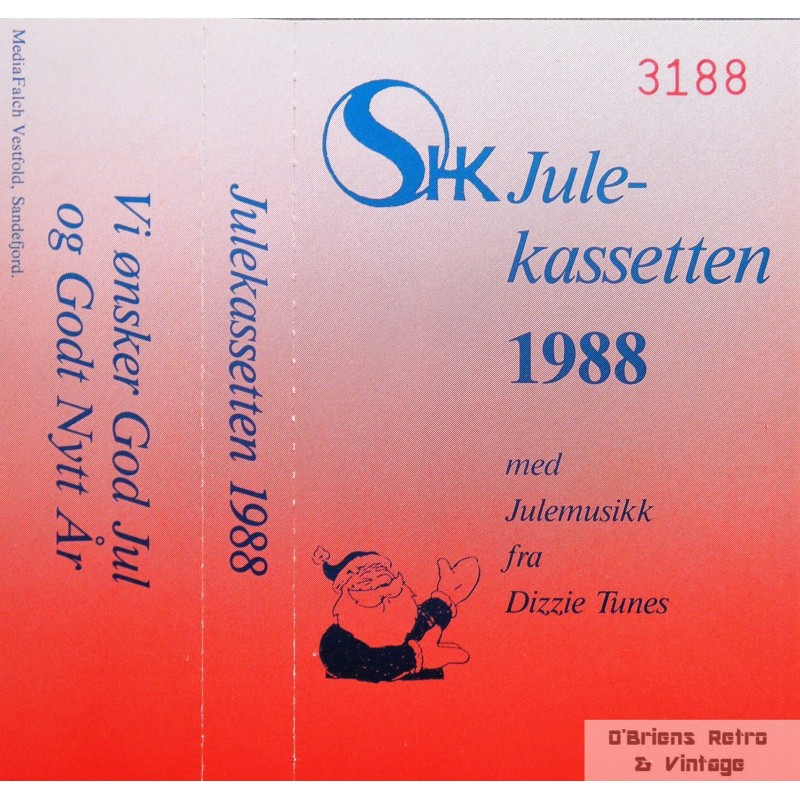 MediaFalch Vestfold, Sandefjord.
Vi ønsker God Jul
og Godt Nytt År
Julekassetten 1988
3188
SHK
Jule-
kassetten
1988
med
Julemusikk
fra
Dizzie Tunes
O'Briens Retro
& Vintage